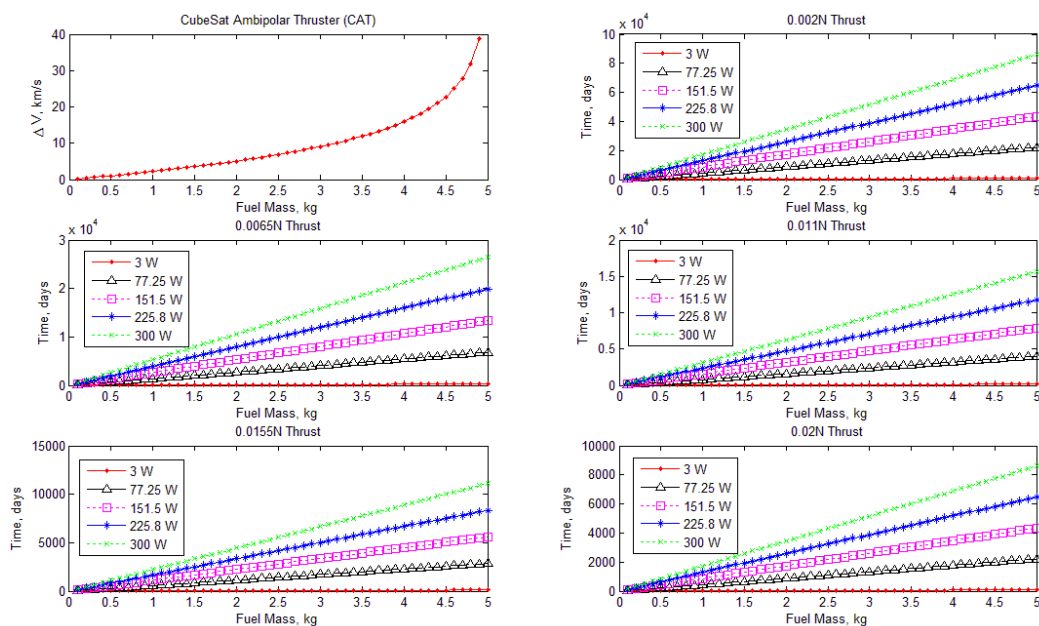 CubeSat Ambipolar Thruster (CAT)
40
30
20
10
0
Δ V, km/s
0 0.5 1 1.5 2 2.5 3 3.5 4 4.5 5
Fuel Mass, kg
0.002N Thrust
x 10^4
10
8
6
4
2
0
Time, days
3 W
77.25 W
151.5 W
225.8 W
300 W
0 0.5 1 1.5 2 2.5 3 3.5 4 4.5 5
Fuel Mass, kg
0.0065N Thrust
x 10^4
3
2
1
0
Time, days
3 W
77.25 W
151.5 W
225.8 W
300 W
0 0.5 1 1.5 2 2.5 3 3.5 4 4.5 5
Fuel Mass, kg
0.011N Thrust
x 10^4
2
1.5
1
0.5
0
Time, days
3 W
77.25 W
151.5 W
225.8 W
300 W
0 0.5 1 1.5 2 2.5 3 3.5 4 4.5 5
Fuel Mass, kg
0.0155N Thrust
15000
10000
5000
0
Time, days
3 W
77.25 W
151.5 W
225.8 W
300 W
0 0.5 1 1.5 2 2.5 3 3.5 4 4.5 5
Fuel Mass, kg
0.02N Thrust
10000
8000
6000
4000
2000
0
Time, days
3 W
77.25 W
151.5 W
225.8 W
300 W
0 0.5 1 1.5 2 2.5 3 3.5 4 4.5 5
Fuel Mass, kg